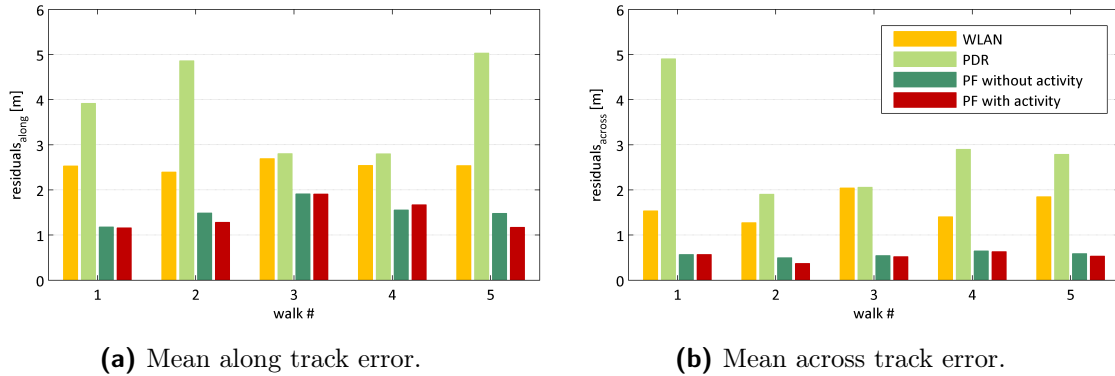 6
5
4
3
2
1
0
residuals_along [m]
1 2 3 4 5
walk #
(a) Mean along track error.
6
5
4
3
2
1
0
residuals_across [m]
WLAN
PDR
PF without activity
PF with activity
1 2 3 4 5
walk #
(b) Mean across track error.